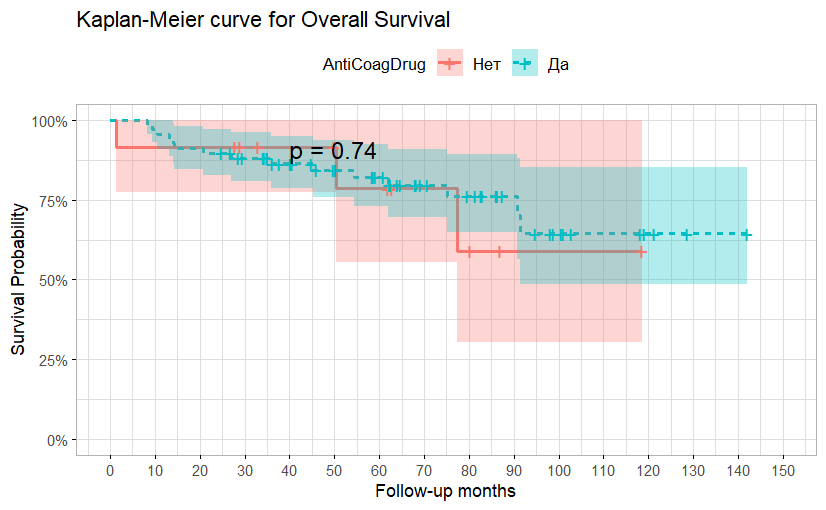 Kaplan-Meier curve for Overall Survival
AntiCoagDrug Нет Да
100%
75%
50%
25%
0%
Survival Probability
p = 0.74
0 10 20 30 40 50 60 70 80 90 100 110 120 130 140 150
Follow-up months